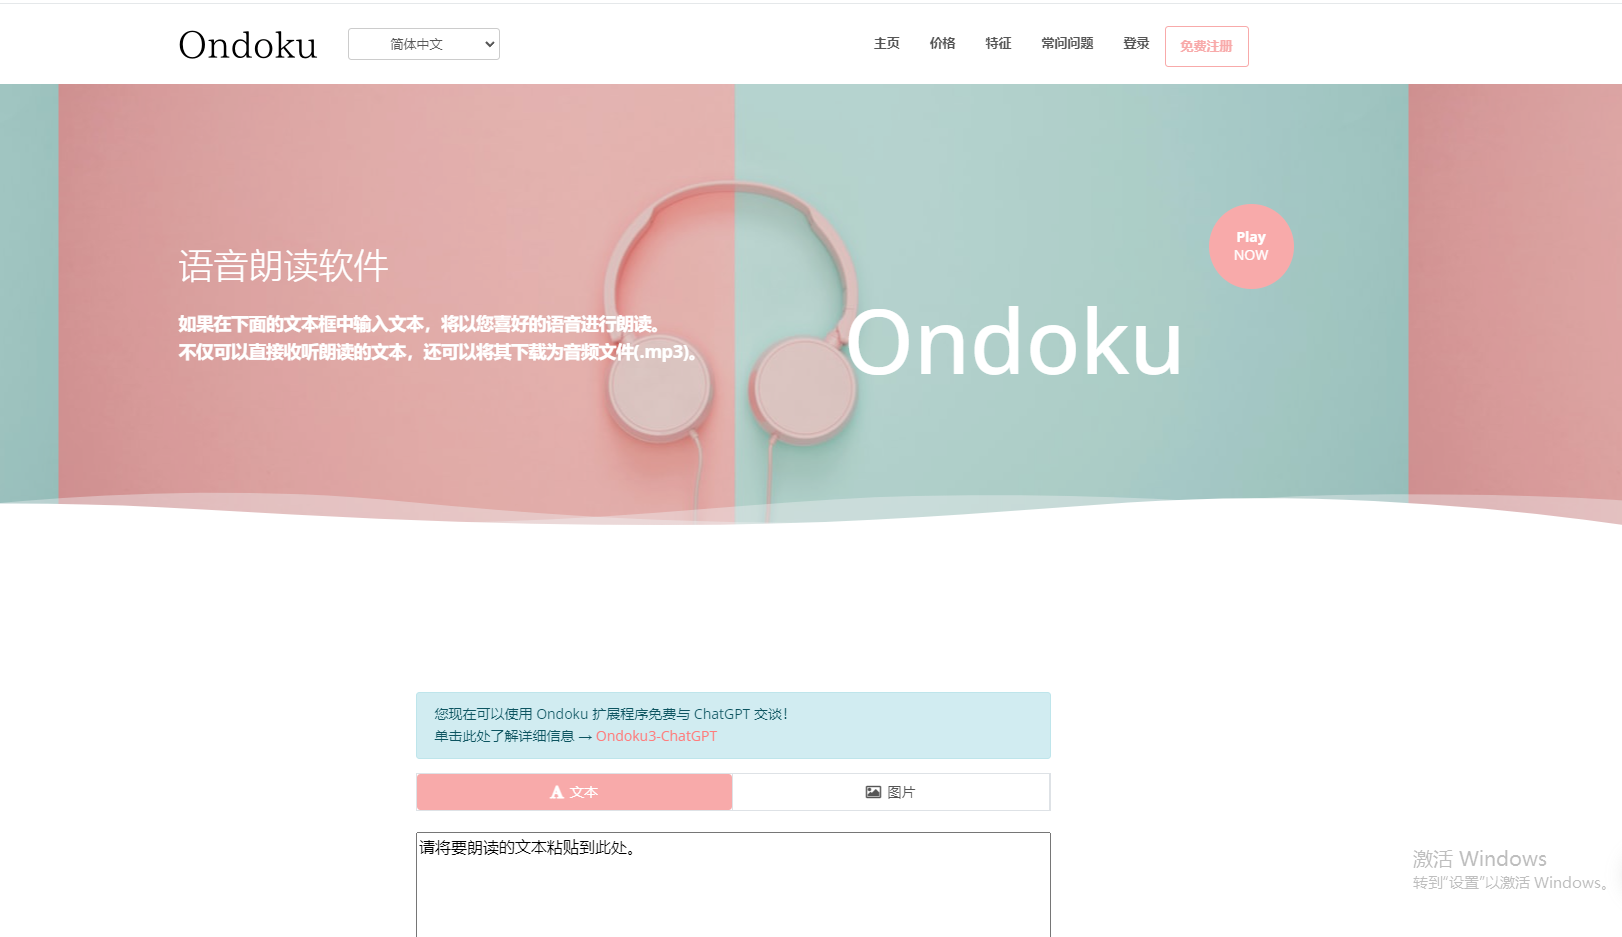 Ondoku
简体中文
主页
价格
特征
常问问题
登录
免费注册
Play
NOW
语音朗读软件
如果在下面的文本框中输入文本，将以您喜好的语音进行朗读。
不仅可以直接收听朗读的文本，还可以将其下载为音频文件(.mp3)。
Ondoku
您现在可以使用 Ondoku 扩展程序免费与 ChatGPT 交谈！
单击此处了解详细信息 → Ondoku3-ChatGPT
文本
图片
请将要朗读的文本粘贴到此处。
激活 Windows
转到“设置”以激活 Windows。